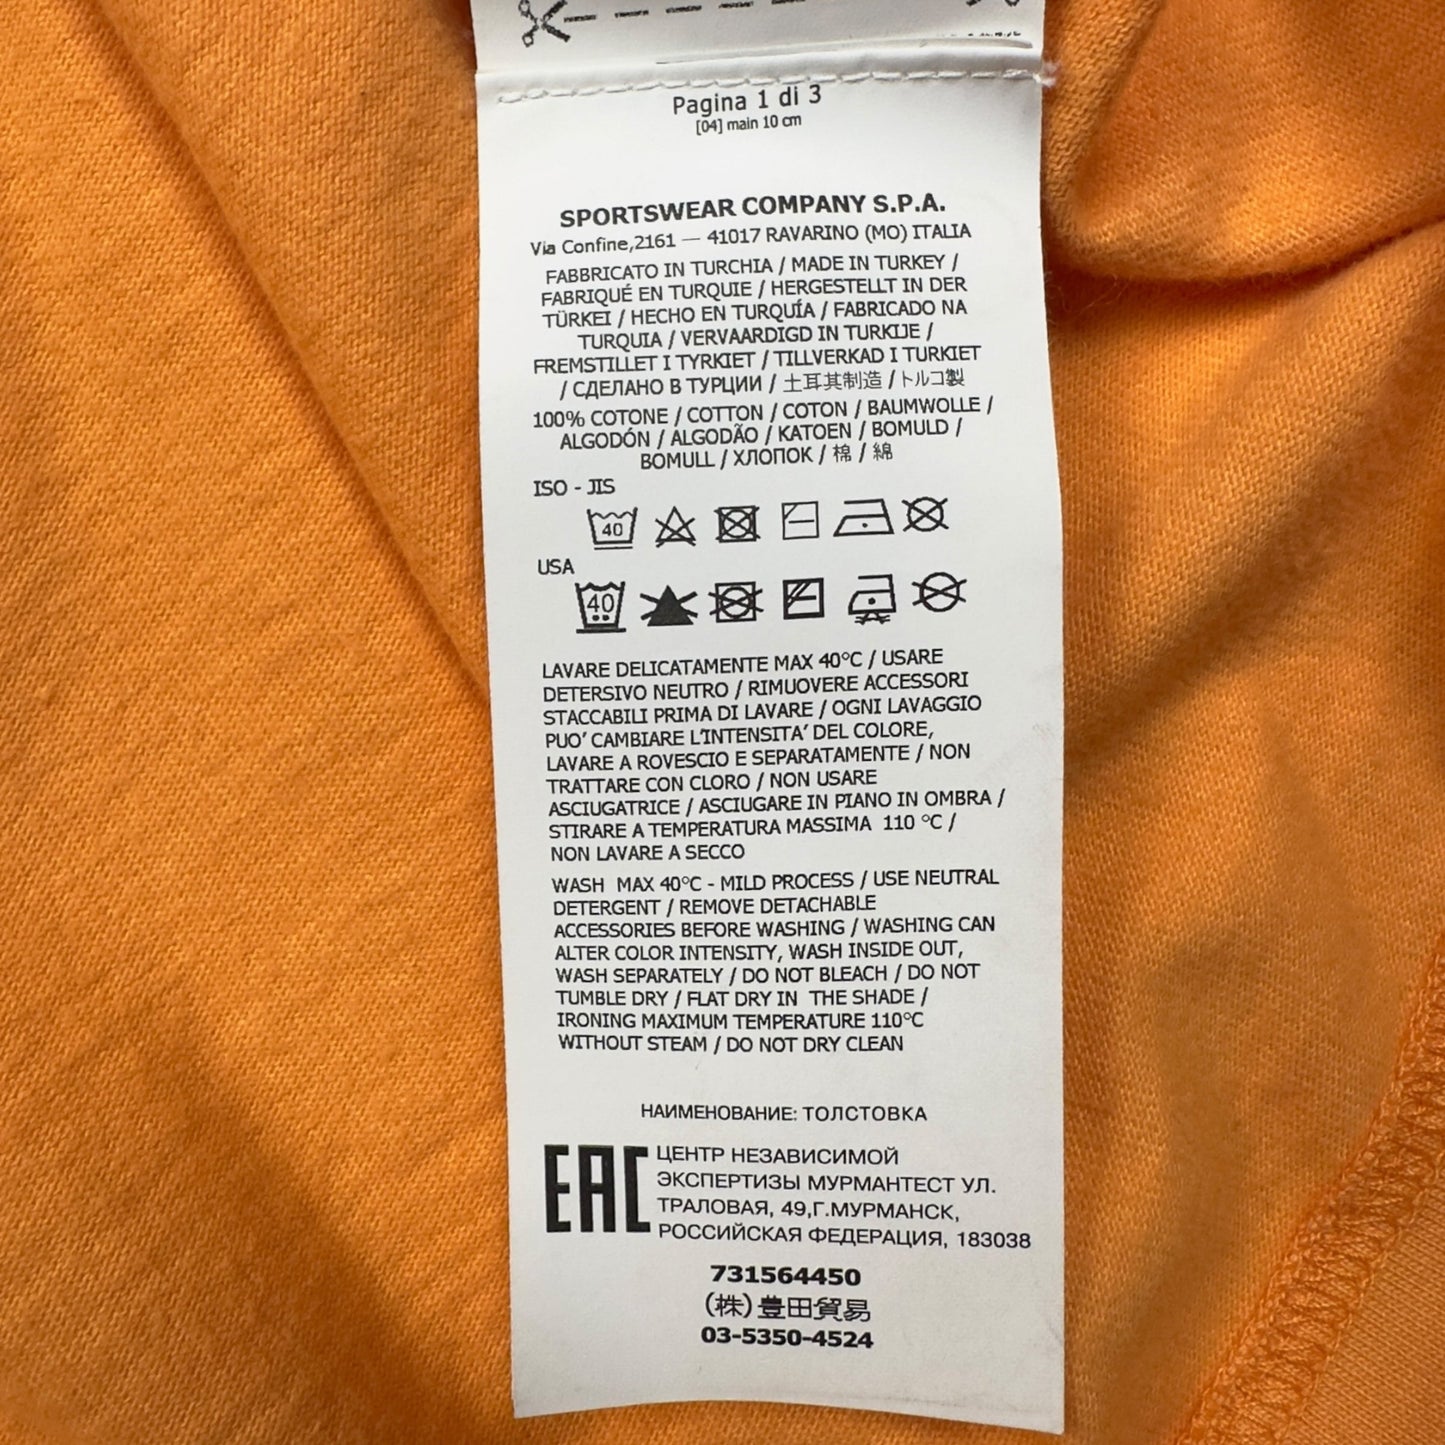 Pagina 1 di 3
[04] main 10 cm
SPORTSWEAR COMPANY S.P.A.
Via Confine,2161 — 41017 RAVARINO (MO) ITALIA
FABBRICATO IN TURCHIA / MADE IN TURKEY /
FABRIQUÉ EN TURQUIE / HERGESTELLT IN DER
TÜRKEI / HECHO EN TURQUÍA / FABRICADO NA
TURQUIA / VERVAARDIGD IN TURKIJE /
FREMSTILLET I TYRKIET / TILLVERKAD I TURKIET
/ СДЕЛАНО В ТУРЦИИ / 土耳其制造 / トルコ製
100% COTONE / COTTON / COTON / BAUMWOLLE /
ALGODÓN / ALGODÃO / KATOEN / BOMULD /
BOMULL / ХЛОПОК / 棉 / 綿
ISO - JIS
40
USA
40
LAVARE DELICATAMENTE MAX 40°C / USARE
DETERSIVO NEUTRO / RIMUOVERE ACCESSORI
STACCABILI PRIMA DI LAVARE / OGNI LAVAGGIO
PUO' CAMBIARE L'INTENSITA' DEL COLORE,
LAVARE A ROVESCIO E SEPARATAMENTE / NON
TRATTARE CON CLORO / NON USARE
ASCIUGATRICE / ASCIUGARE IN PIANO IN OMBRA /
STIRARE A TEMPERATURA MASSIMA 110 °C /
NON LAVARE A SECCO
WASH MAX 40°C - MILD PROCESS / USE NEUTRAL
DETERGENT / REMOVE DETACHABLE
ACCESSORIES BEFORE WASHING / WASHING CAN
ALTER COLOR INTENSITY, WASH INSIDE OUT,
WASH SEPARATELY / DO NOT BLEACH / DO NOT
TUMBLE DRY / FLAT DRY IN THE SHADE /
IRONING MAXIMUM TEMPERATURE 110°C
WITHOUT STEAM / DO NOT DRY CLEAN
НАИМЕНОВАНИЕ: ТОЛСТОВКА
EAC ЦЕНТР НЕЗАВИСИМОЙ
ЭКСПЕРТИЗЫ МУРМАНТЕСТ УЛ.
ТРАЛОВАЯ, 49,Г.МУРМАНСК,
РОССИЙСКАЯ ФЕДЕРАЦИЯ, 183038
731564450
(株)豊田貿易
03-5350-4524